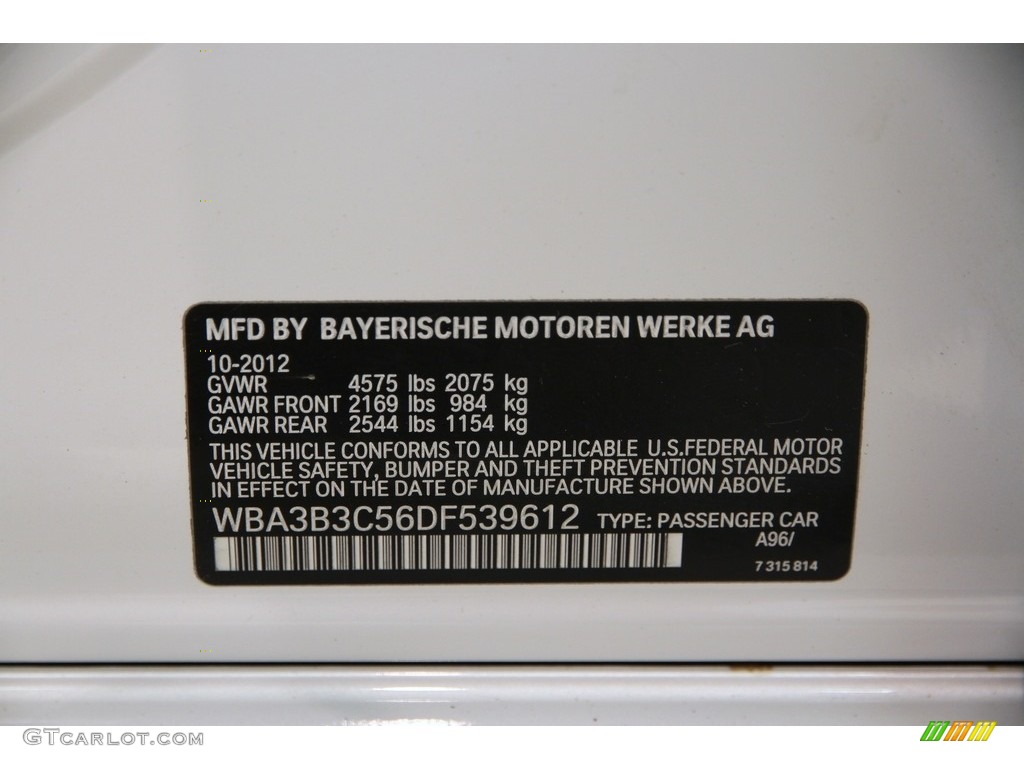 MFD BY BAYERISCHE MOTOREN WERKE AG
10-2012
GVWR 4575 lbs 2075 kg
GAWR FRONT 2169 lbs 984 kg
GAWR REAR 2544 lbs 1154 kg
THIS VEHICLE CONFORMS TO ALL APPLICABLE U.S.FEDERAL MOTOR
VEHICLE SAFETY, BUMPER AND THEFT PREVENTION STANDARDS
IN EFFECT ON THE DATE OF MANUFACTURE SHOWN ABOVE.
WBA3B3C56DF539612 TYPE: PASSENGER CAR
A96/
7 315 814
GTCarLot.com